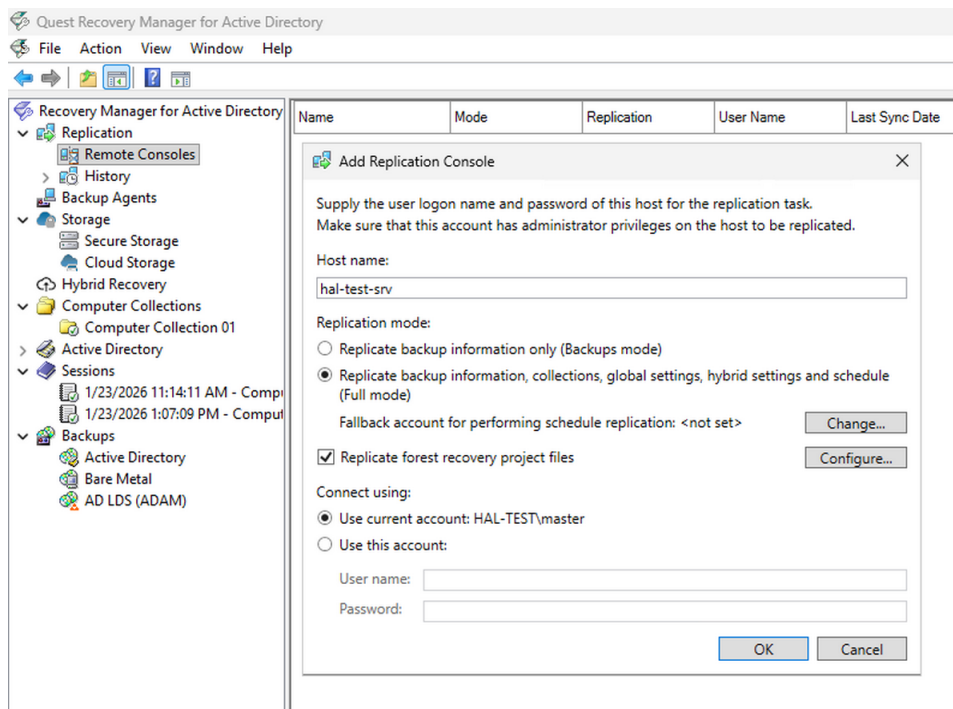 Quest Recovery Manager for Active Directory
File Action View Window Help
Recovery Manager for Active Directory
Replication
Remote Consoles
History
Backup Agents
Storage
Secure Storage
Cloud Storage
Hybrid Recovery
Computer Collections
Computer Collection 01
Active Directory
Sessions
1/23/2026 11:14:11 AM - Compu
1/23/2026 1:07:09 PM - Comput
Backups
Active Directory
Bare Metal
AD LDS (ADAM)
Name Mode Replication User Name Last Sync Date
Add Replication Console
Supply the user logon name and password of this host for the replication task.
Make sure that this account has administrator privileges on the host to be replicated.
Host name:
hal-test-srv
Replication mode:
Replicate backup information only (Backups mode)
Replicate backup information, collections, global settings, hybrid settings and schedule
(Full mode)
Fallback account for performing schedule replication: <not set> Change...
Replicate forest recovery project files Configure...
Connect using:
Use current account: HAL-TEST\master
Use this account:
User name:
Password:
OK Cancel